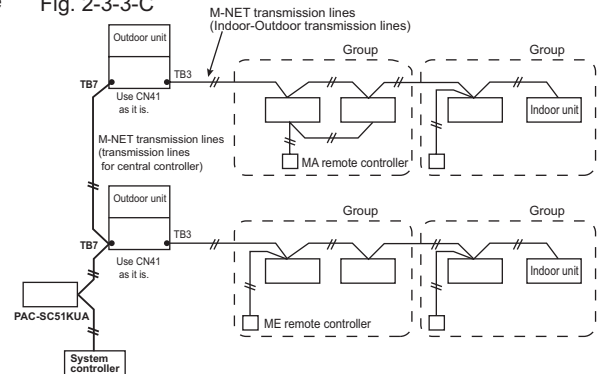 Fig. 2-3-3-C
M-NET transmission lines
(Indoor-Outdoor transmission lines)
Outdoor unit
TB7
TB3
Use CN41
as it is.
Group
Group
MA remote controller
Indoor unit
M-NET transmission lines
(transmission lines
for central controller)
Outdoor unit
TB7
TB3
Use CN41
as it is.
Group
Group
ME remote controller
Indoor unit
PAC-SC51KUA
System
controller